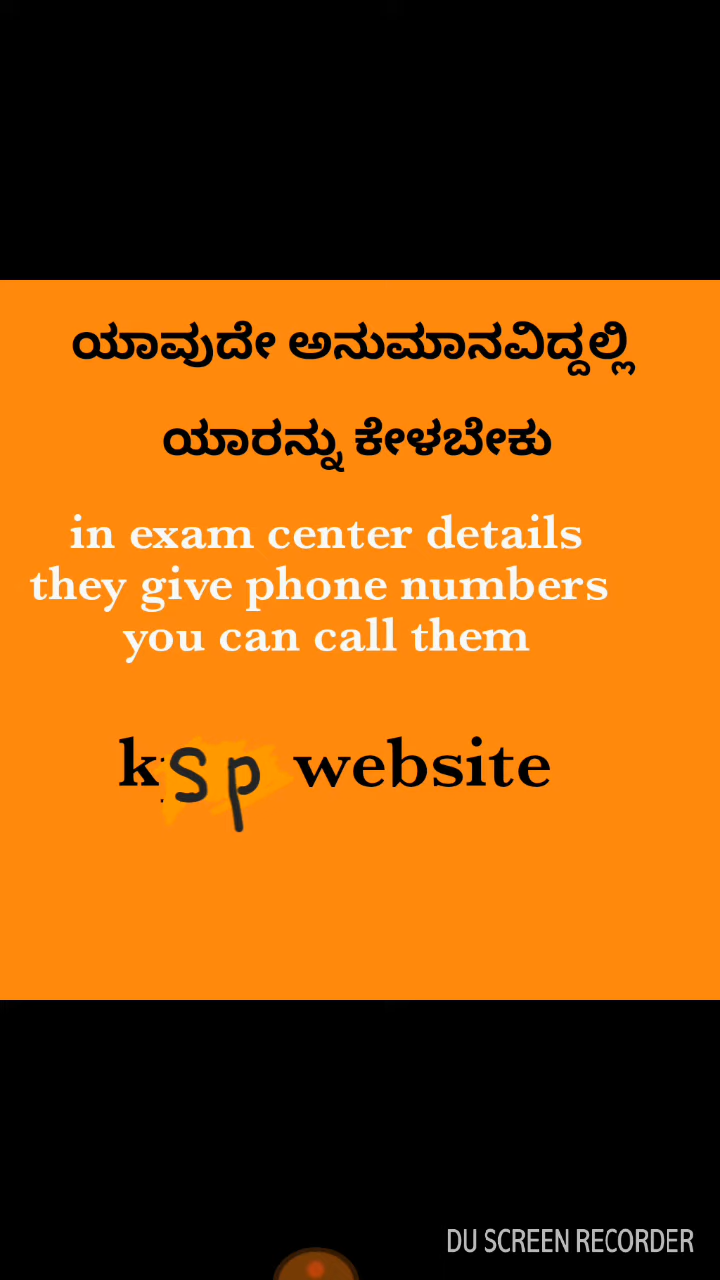 ಯಾವುದೇ ಅನುಮಾನವಿದ್ದಲ್ಲಿ
ಯಾರನ್ನು ಕೇಳಬೇಕು
in exam center details
they give phone numbers
you can call them
ksp website
DU SCREEN RECORDER